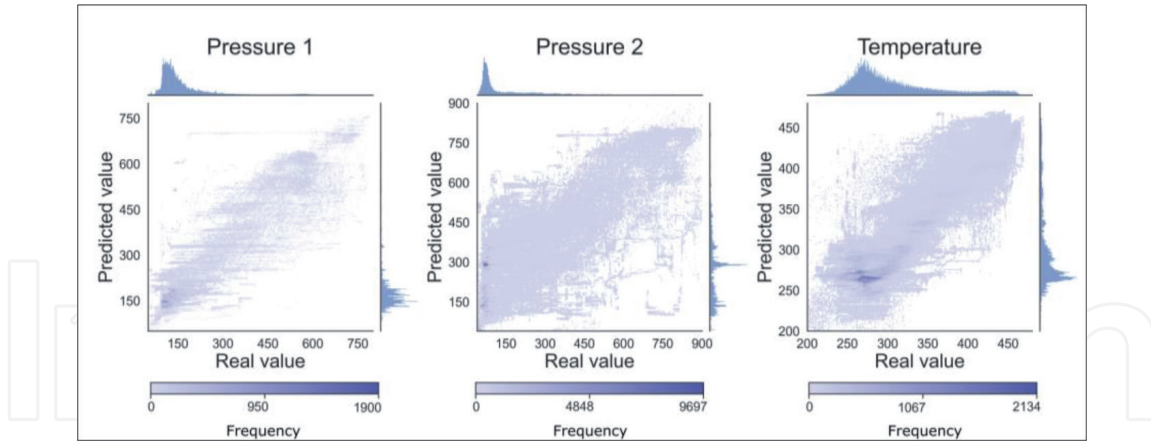 Pressure 1
Predicted value
750
600
450
300
150
150 300 450 600 750
Real value
0 950 1900
Frequency
Pressure 2
Predicted value
900
750
600
450
300
150
150 300 450 600 750 900
Real value
0 4848 9697
Frequency
Temperature
Predicted value
450
400
350
300
250
200
200 250 300 350 400 450
Real value
0 1067 2134
Frequency